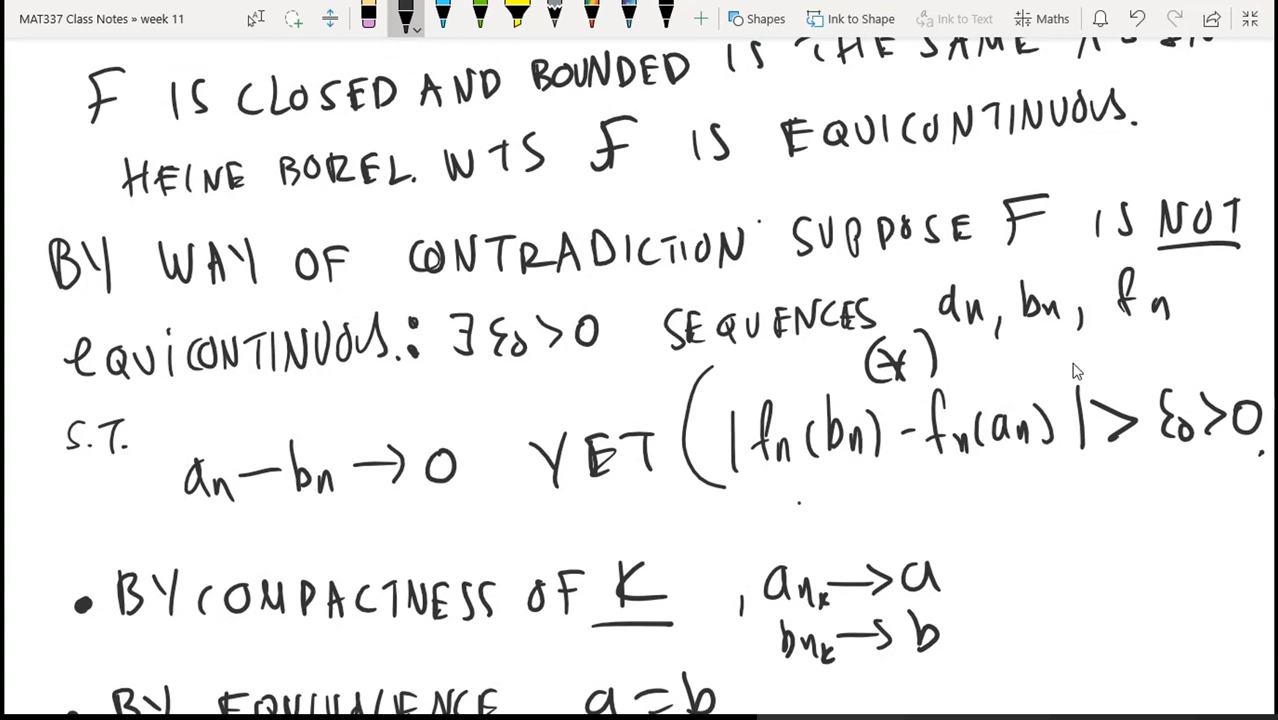 MAT337 Class Notes » week 11
Shapes Ink to Shape Ink to Text Maths
F IS CLOSED AND BOUNDED IS THE SAME AS IN
HEINE BOREL. WTS F IS EQUICONTINUOUS.
BY WAY OF CONTRADICTION SUPPOSE F IS NOT
EQUICONTINUOUS.: ∃ ε₀ > 0 SEQUENCES aₙ, bₙ, fₙ
(*)
S.T. aₙ — bₙ → 0 YET ( | fₙ(bₙ) - fₙ(aₙ) | > ε₀ > 0.
• BY COMPACTNESS OF K , aₙₖ → a
bₙₖ → b
• BY EQUIVALENCE a = b